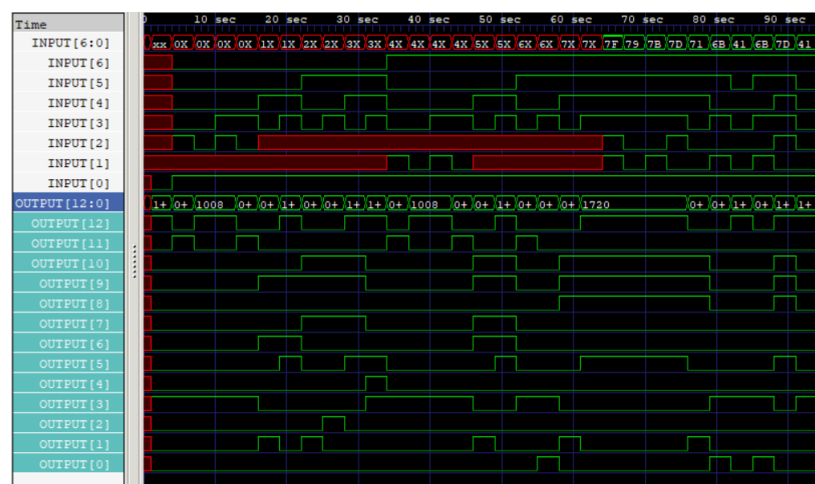 Time
0 10 sec 20 sec 30 sec 40 sec 50 sec 60 sec 70 sec 80 sec 90 sec
INPUT[6:0] xx 0X 0X 0X 0X 1X 1X 2X 2X 3X 3X 4X 4X 4X 4X 5X 5X 6X 6X 7X 7X 7F 79 7B 7D 71 6B 41 6B 7D 41
INPUT[6]
INPUT[5]
INPUT[4]
INPUT[3]
INPUT[2]
INPUT[1]
INPUT[0]
OUTPUT[12:0] 1+ 0+ 1008 0+ 0+ 1+ 0+ 0+ 1+ 1+ 0+ 1008 0+ 0+ 1+ 0+ 0+ 0+ 1720 0+ 0+ 1+ 0+ 1+ 1+
OUTPUT[12]
OUTPUT[11]
OUTPUT[10]
OUTPUT[9]
OUTPUT[8]
OUTPUT[7]
OUTPUT[6]
OUTPUT[5]
OUTPUT[4]
OUTPUT[3]
OUTPUT[2]
OUTPUT[1]
OUTPUT[0]